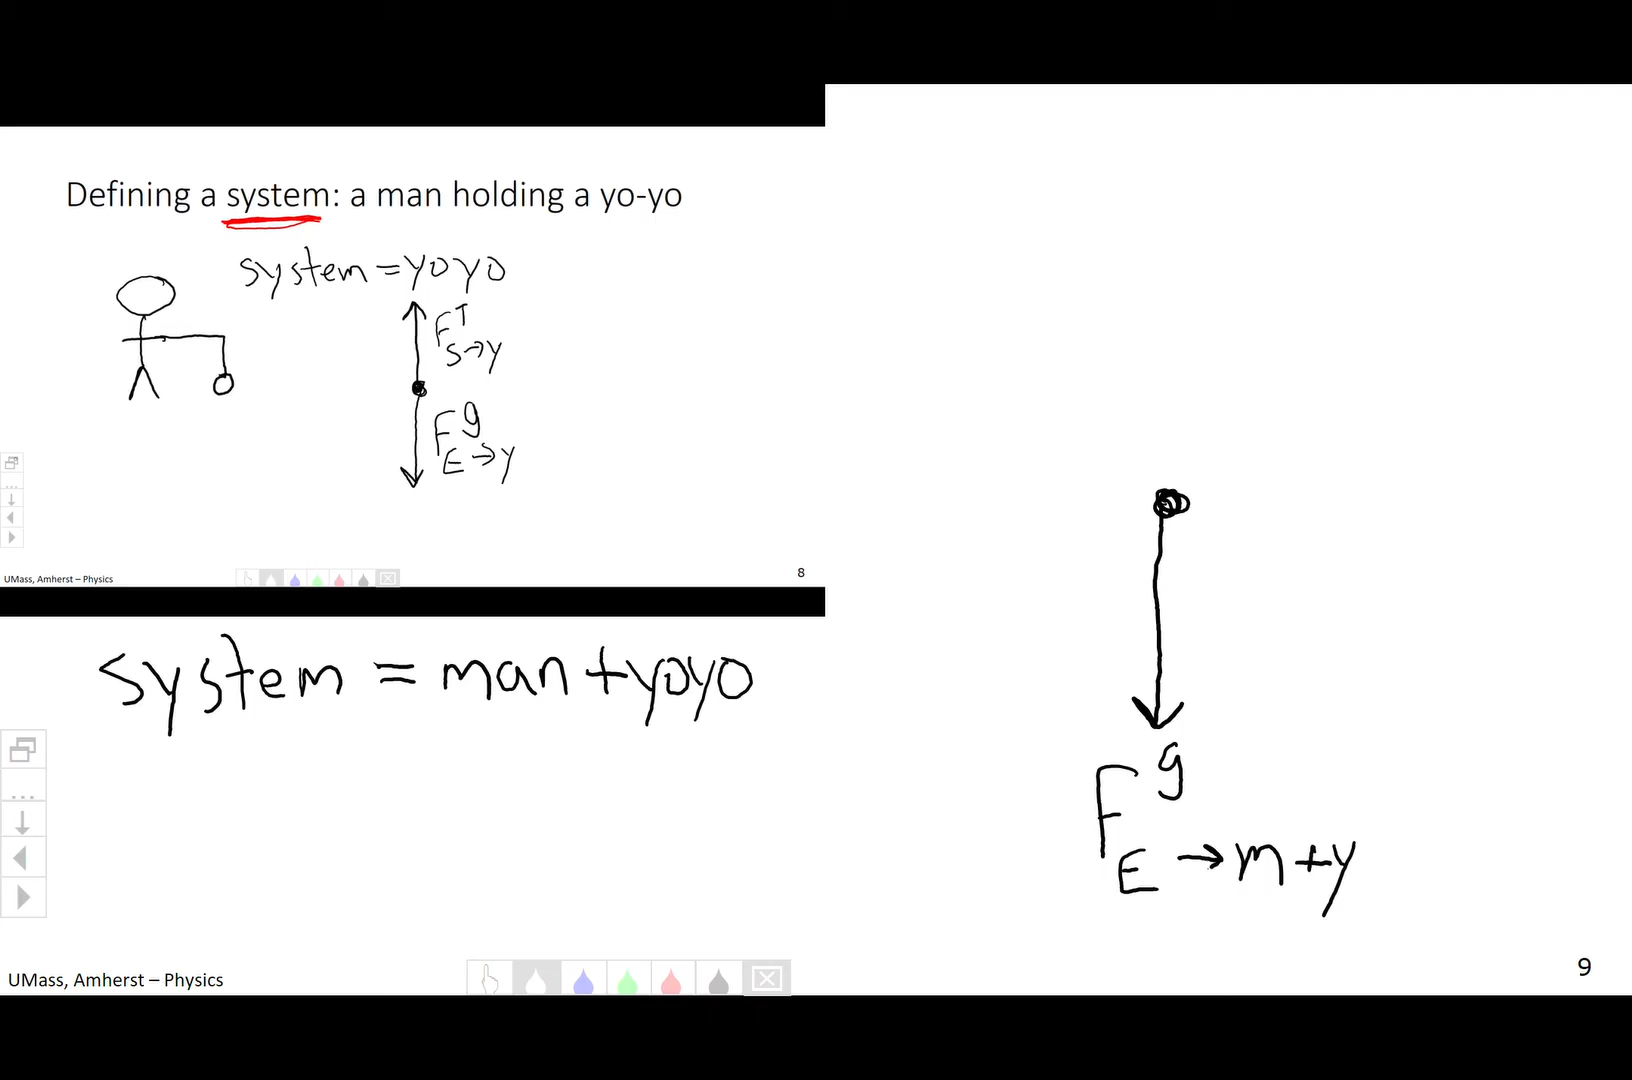 Defining a system: a man holding a yo-yo
system = yoyo
F T
S → y
F g
E → y
UMass, Amherst – Physics
8
system = man + yoyo
F g
E → m + y
UMass, Amherst – Physics
9